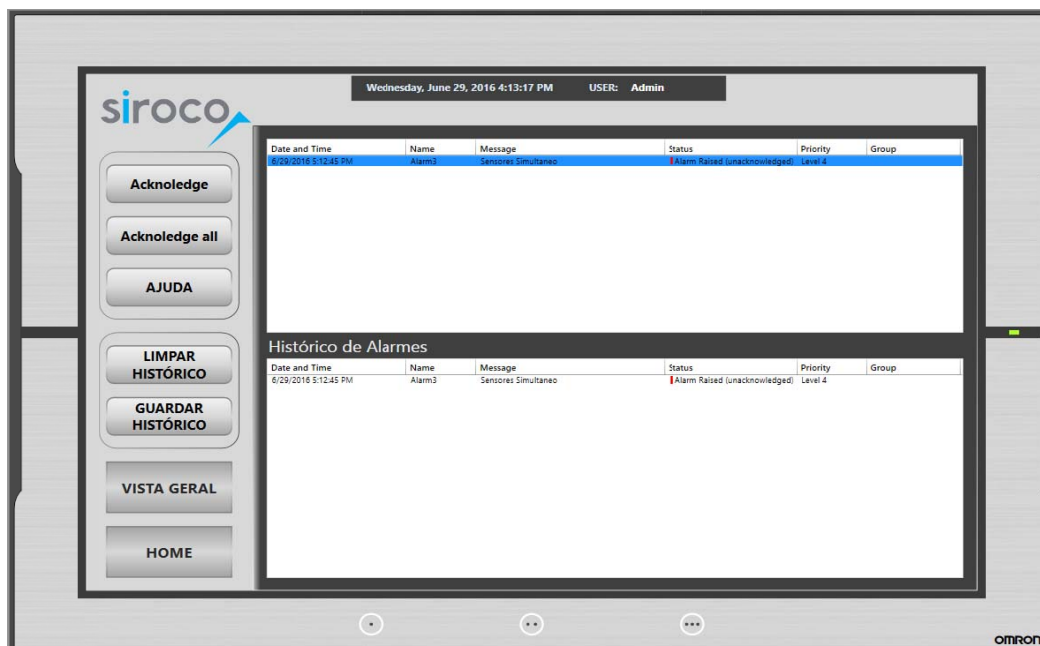 siroco
Wednesday, June 29, 2016 4:13:17 PM USER: Admin
Acknoledge
Acknoledge all
AJUDA
LIMPAR
HISTÓRICO
GUARDAR
HISTÓRICO
VISTA GERAL
HOME
Date and Time Name Message Status Priority Group
6/29/2016 5:12:45 PM Alarm3 Sensores Simultaneo Alarm Raised (unacknowledged) Level 4
Histórico de Alarmes
Date and Time Name Message Status Priority Group
6/29/2016 5:12:45 PM Alarm3 Sensores Simultaneo Alarm Raised (unacknowledged) Level 4
OMRON